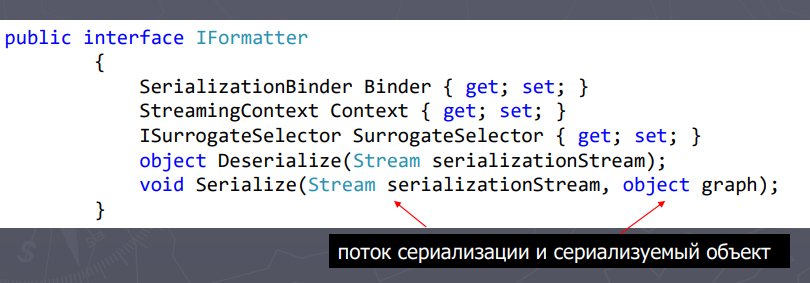 public interface IFormatter
{
SerializationBinder Binder { get; set; }
StreamingContext Context { get; set; }
ISurrogateSelector SurrogateSelector { get; set; }
object Deserialize(Stream serializationStream);
void Serialize(Stream serializationStream, object graph);
}
поток сериализации и сериализуемый объект